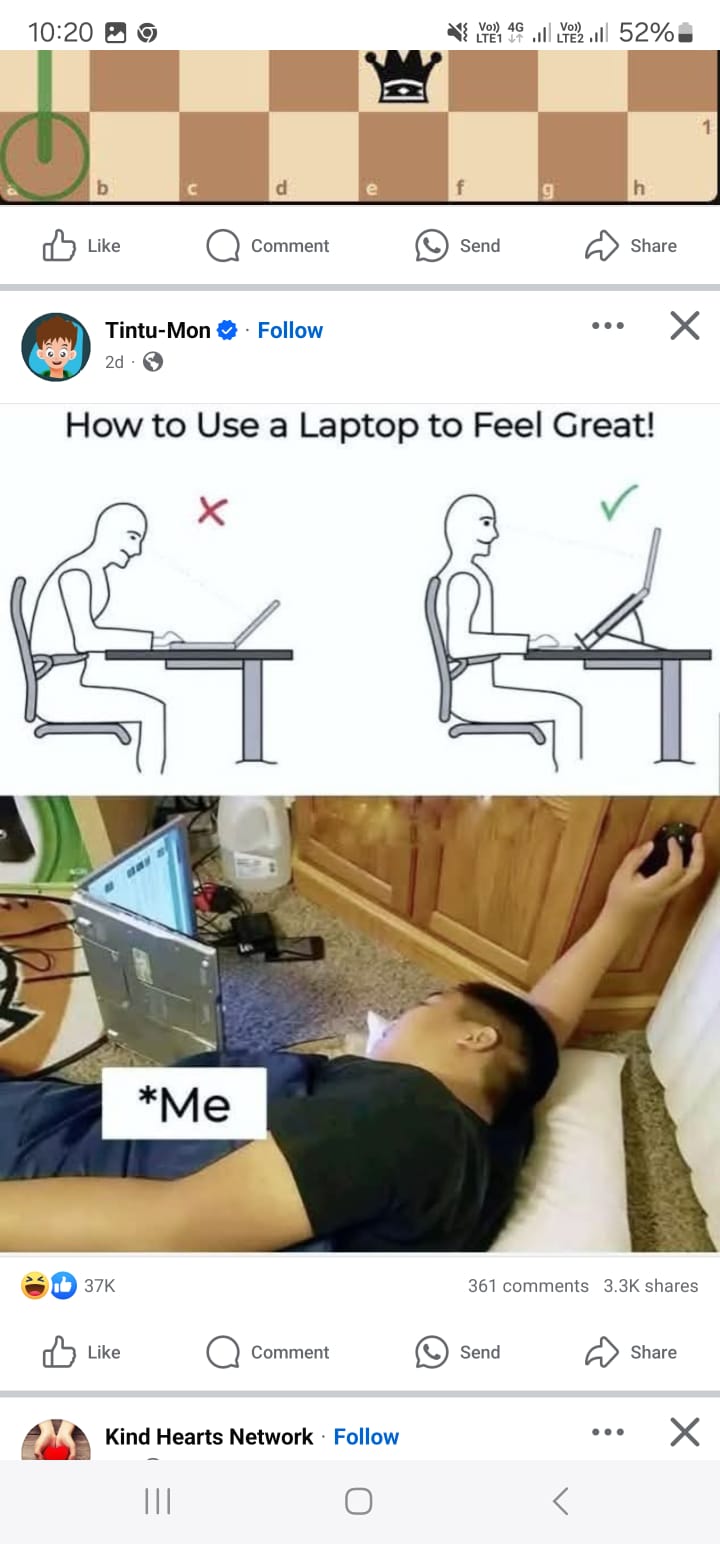 10:20 Vo)) LTE1 4G Vo)) LTE2 52%
1
a b c d e f g h
Like Comment Send Share
Tintu-Mon · Follow
2d ·
How to Use a Laptop to Feel Great!
*Me
37K 361 comments 3.3K shares
Like Comment Send Share
Kind Hearts Network · Follow